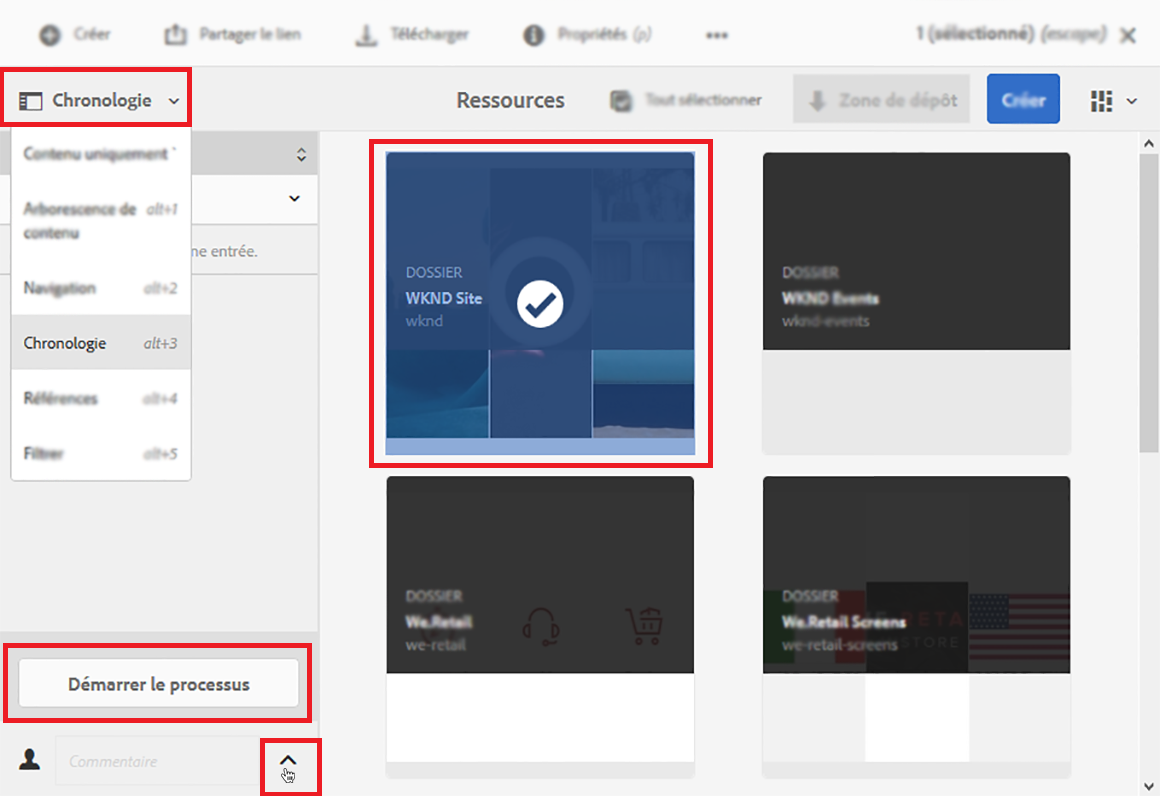 Créer Partager le lien Télécharger Propriétés (p) 1 (sélectionné) (escape)
Chronologie Ressources Tout sélectionner Zone de dépôt Créer
Contenu uniquement `
Arborescence de alt+1
contenu
ne entrée.
Navigation alt+2
Chronologie alt+3
Références alt+4
Filtrer alt+5
DOSSIER
WKND Site
wknd
DOSSIER
WKND Events
wknd-events
DOSSIER
We.Retail
we-retail
DOSSIER
We.Retail Screens
we-retail-screens
RETA
STORE
Démarrer le processus
Commentaire